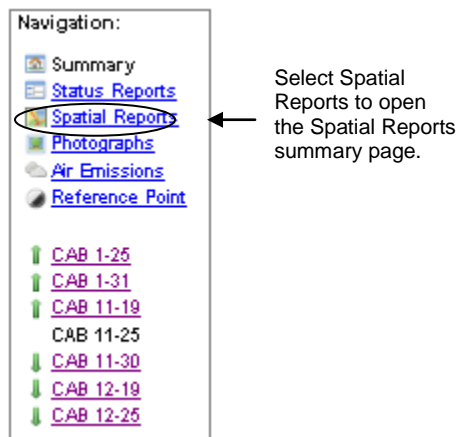 Navigation:
Summary
Status Reports
Spatial Reports
Photographs
Air Emissions
Reference Point
CAB 1-25
CAB 1-31
CAB 11-19
CAB 11-25
CAB 11-30
CAB 12-19
CAB 12-25
Select Spatial
Reports to open
the Spatial Reports
summary page.